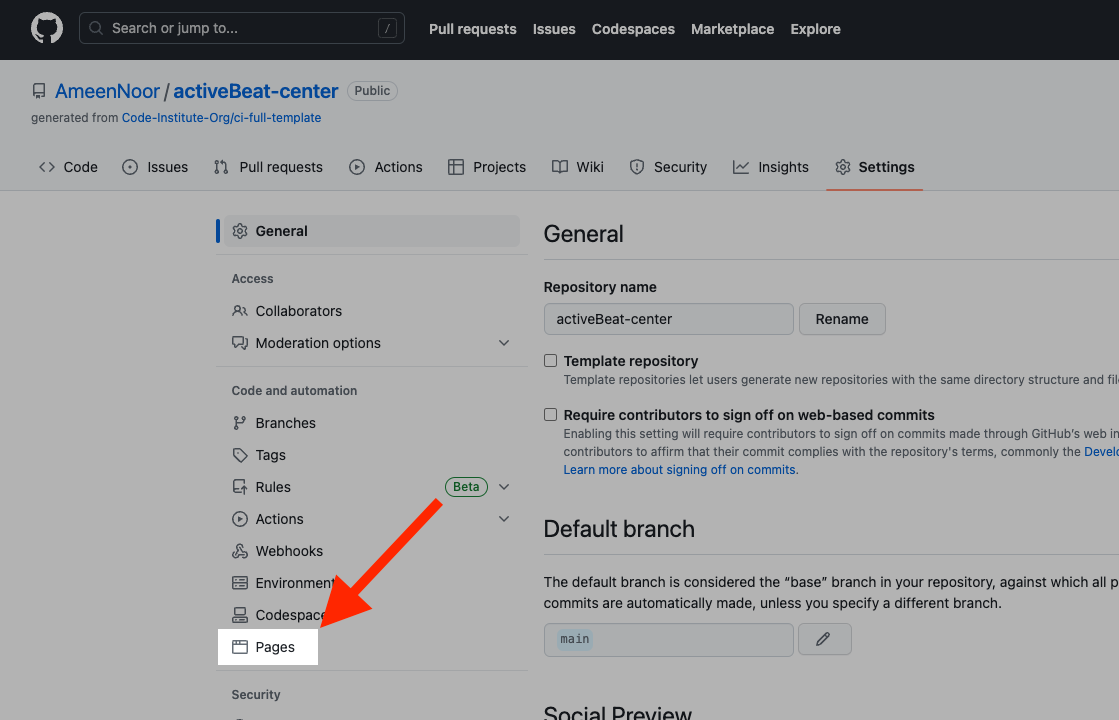 Search or jump to...
/
Pull requests Issues Codespaces Marketplace Explore
AmeenNoor / activeBeat-center Public
generated from Code-Institute-Org/ci-full-template
Code Issues Pull requests Actions Projects Wiki Security Insights Settings
General
Access
Collaborators
Moderation options
Code and automation
Branches
Tags
Rules Beta
Actions
Webhooks
Environment
Codespace
Pages
Security
General
Repository name
activeBeat-center Rename
Template repository
Template repositories let users generate new repositories with the same directory structure and fil
Require contributors to sign off on web-based commits
Enabling this setting will require contributors to sign off on commits made through GitHub's web in
contributors to affirm that their commit complies with the repository's terms, commonly the Develo
Learn more about signing off on commits.
Default branch
The default branch is considered the “base” branch in your repository, against which all p
commits are automatically made, unless you specify a different branch.
main
Social Preview